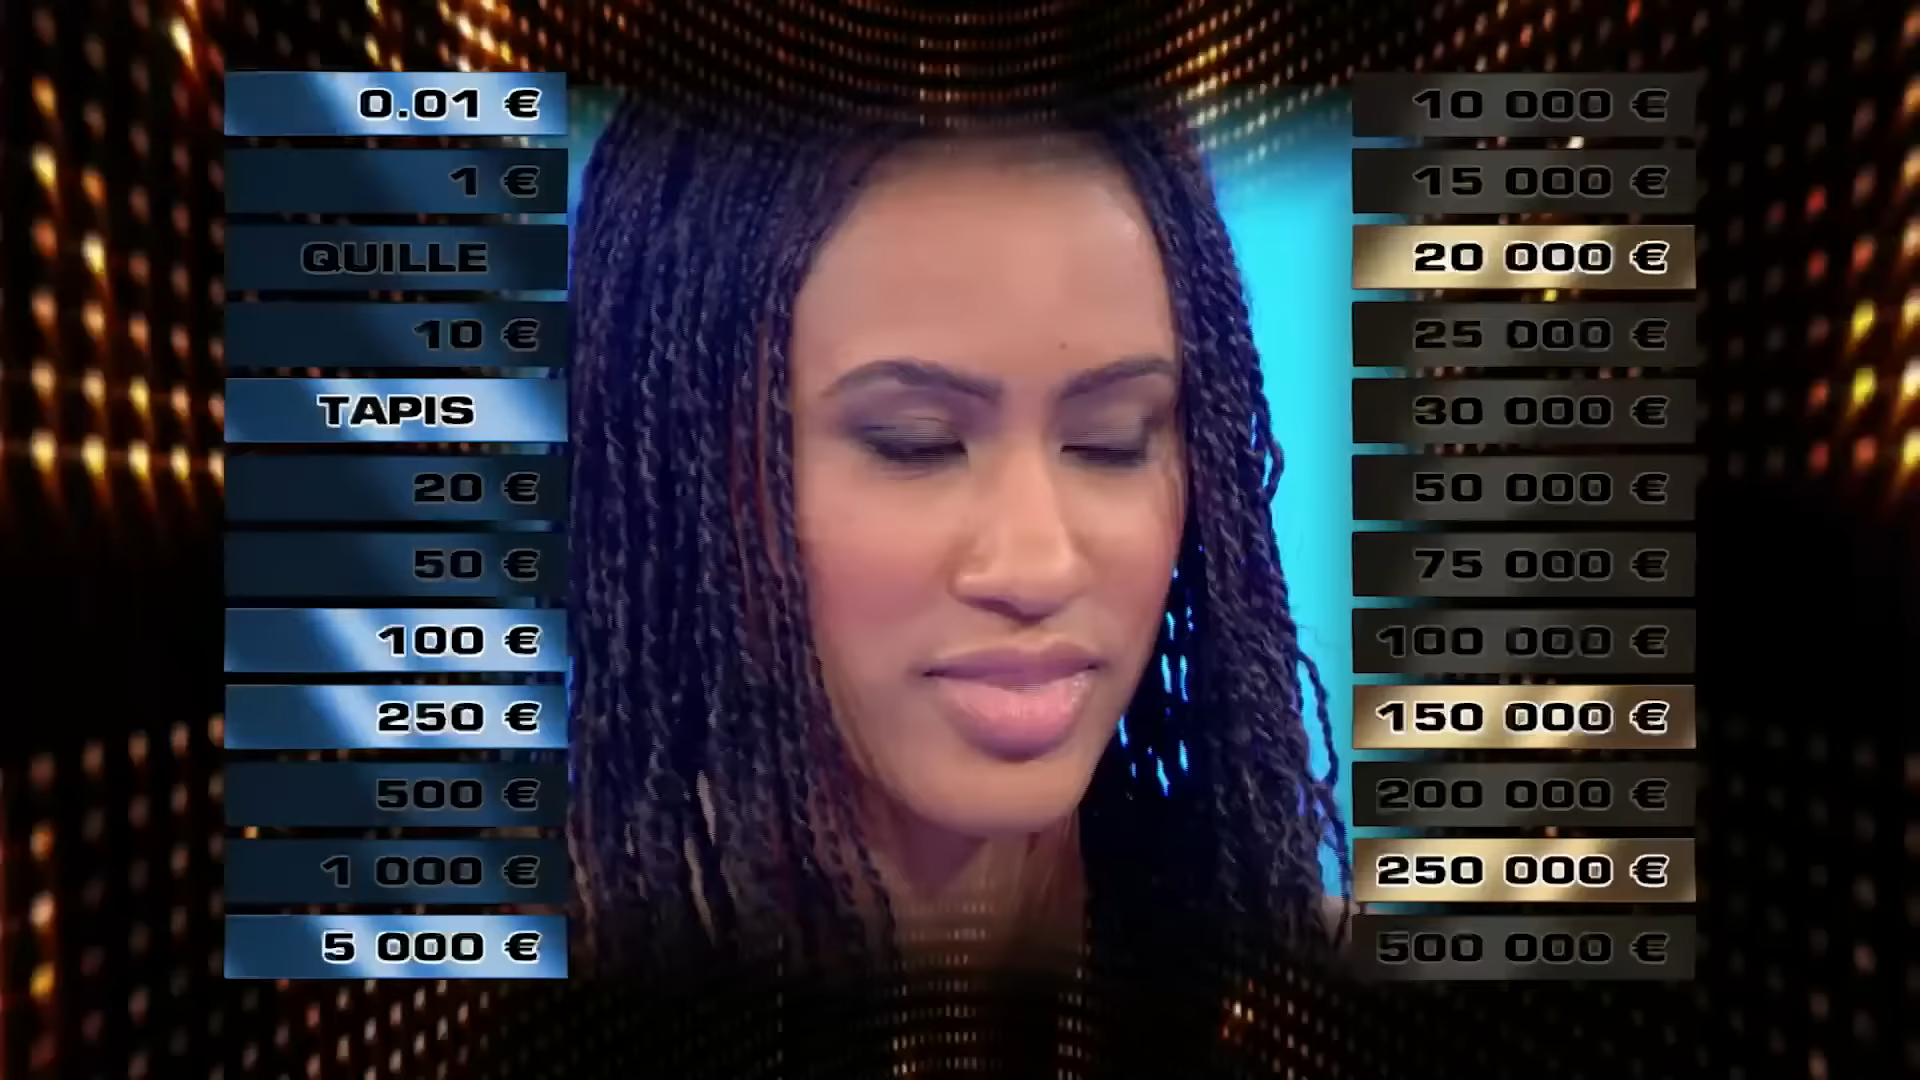 0.01 €
1 €
QUILLE
10 €
TAPIS
20 €
50 €
100 €
250 €
500 €
1 000 €
5 000 €
10 000 €
15 000 €
20 000 €
25 000 €
30 000 €
50 000 €
75 000 €
100 000 €
150 000 €
200 000 €
250 000 €
500 000 €